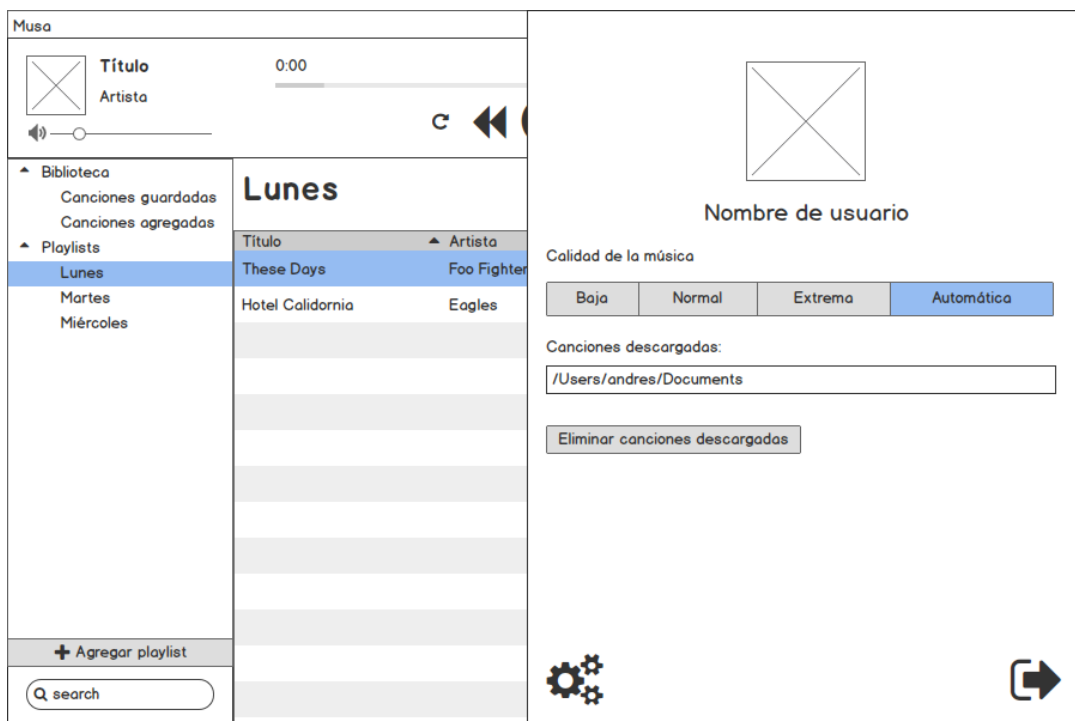 Musa
Título
Artista
0:00
Biblioteca
Canciones guardadas
Canciones agregadas
Playlists
Lunes
Martes
Miércoles
Agregar playlist
search
Lunes
Título Artista
These Days Foo Fighter
Hotel Calidornia Eagles
Nombre de usuario
Calidad de la música
Baja Normal Extrema Automática
Canciones descargadas:
/Users/andres/Documents
Eliminar canciones descargadas